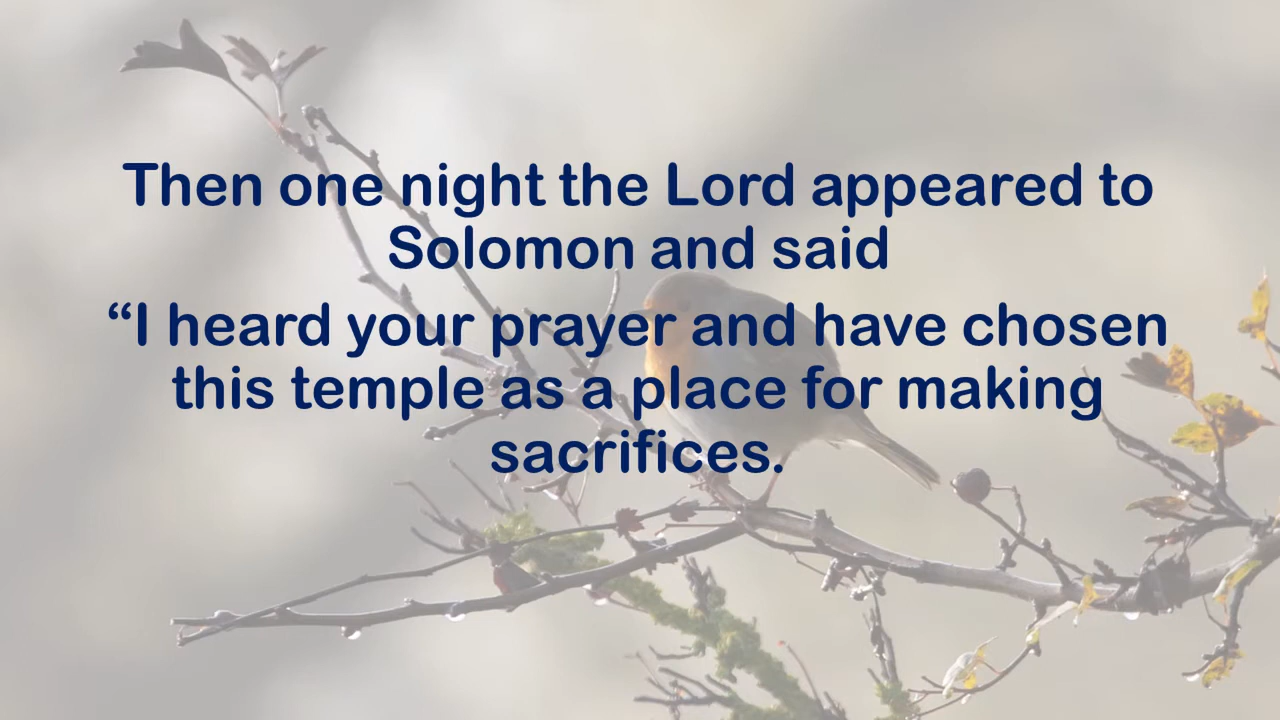 Then one night the Lord appeared to
Solomon and said
“I heard your prayer and have chosen
this temple as a place for making
sacrifices.